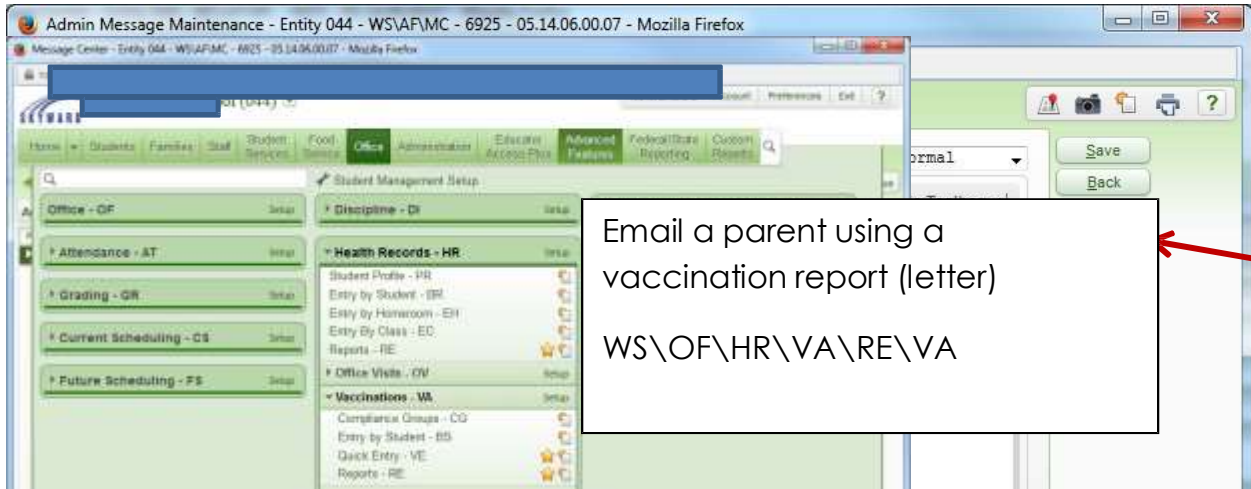 Admin Message Maintenance - Entity 044 - WS\AF\MC - 6925 - 05.14.06.00.07 - Mozilla Firefox
Message Center - Entity 044 - WS\AF\MC - 6925 - 05.14.06.00.07 - Mozilla Firefox
(044)
Preferences Exit ?
?
SKYWARD
Home Students Families Staff Student Services Food Service Office Administration Educator Access Plus Advanced Features Federal/State Reporting Custom Reports
ormal
Save
Back
Student Management Setup
Office - OF Setup
Discipline - DI Setup
Attendance - AT Setup
Health Records - HR Setup
Student Profile - PR
Entry by Student - BR
Grading - GR Setup
Entry by Homeroom - EH
Entry By Class - EC
Current Scheduling - CS Setup
Reports - RE
Office Visits - OV Setup
Future Scheduling - FS Setup
Vaccinations - VA Setup
Compliance Groups - CG
Entry by Student - BS
Quick Entry - VE
Reports - RE
Email a parent using a
vaccination report (letter)
WS\OF\HR\VA\RE\VA